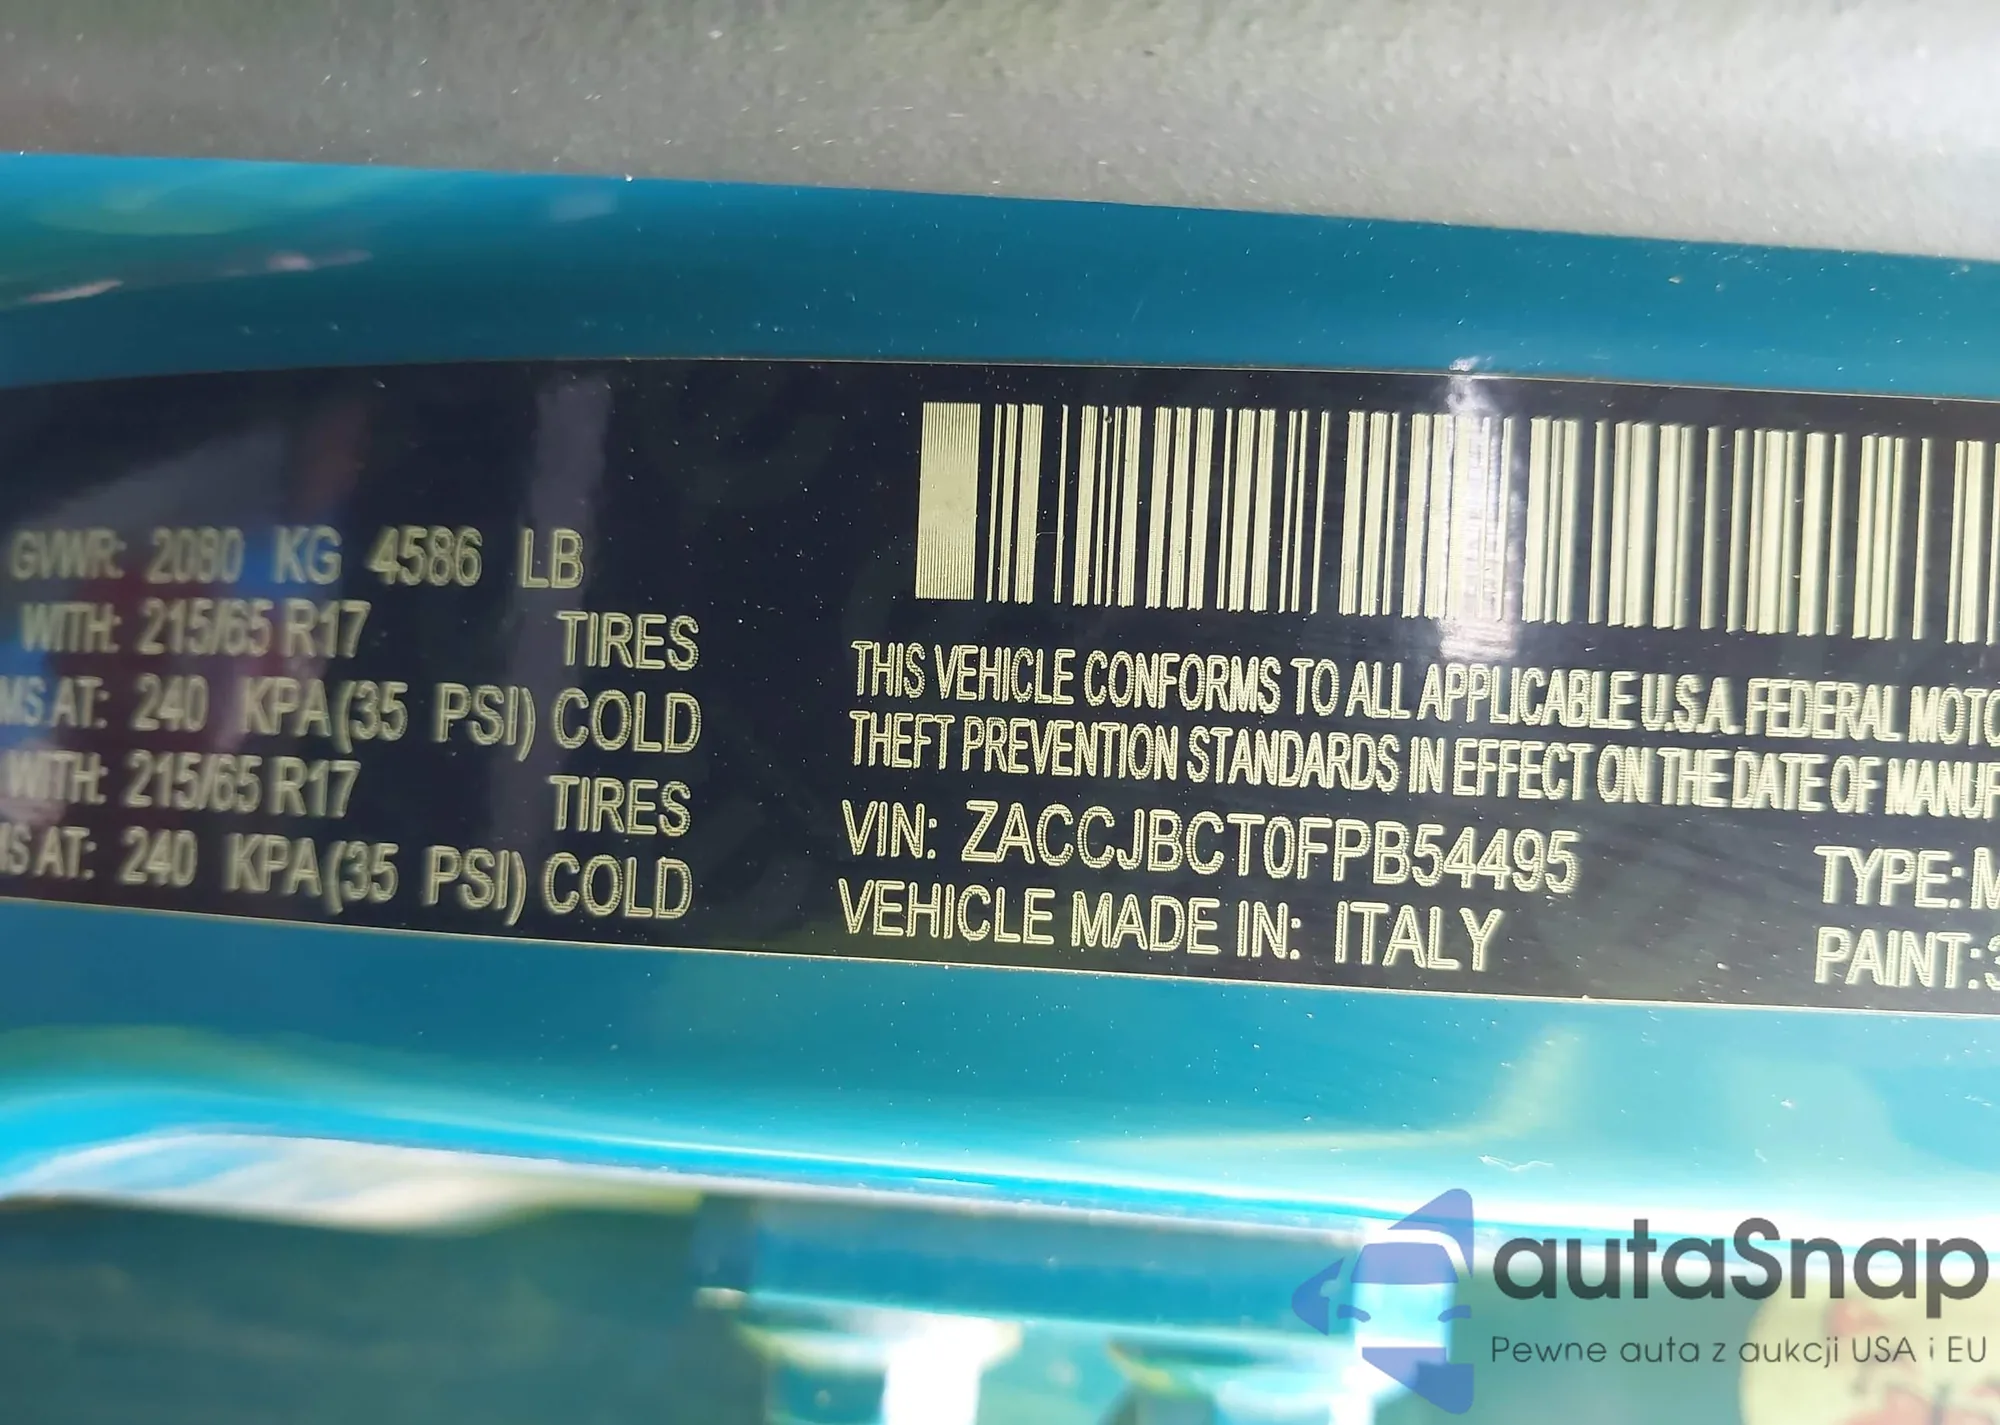 GVWR: 2080 KG 4586 LB
WITH: 215/65 R17 TIRES
MS AT: 240 KPA(35 PSI) COLD
WITH: 215/65 R17 TIRES
MS AT: 240 KPA(35 PSI) COLD
THIS VEHICLE CONFORMS TO ALL APPLICABLE U.S.A. FEDERAL MOTO
THEFT PREVENTION STANDARDS IN EFFECT ON THE DATE OF MANUF
VIN: ZACCJBCT0FPB54495
VEHICLE MADE IN: ITALY
TYPE: M
PAINT: 3
autaSnap
Pewne auta z aukcji USA i EU